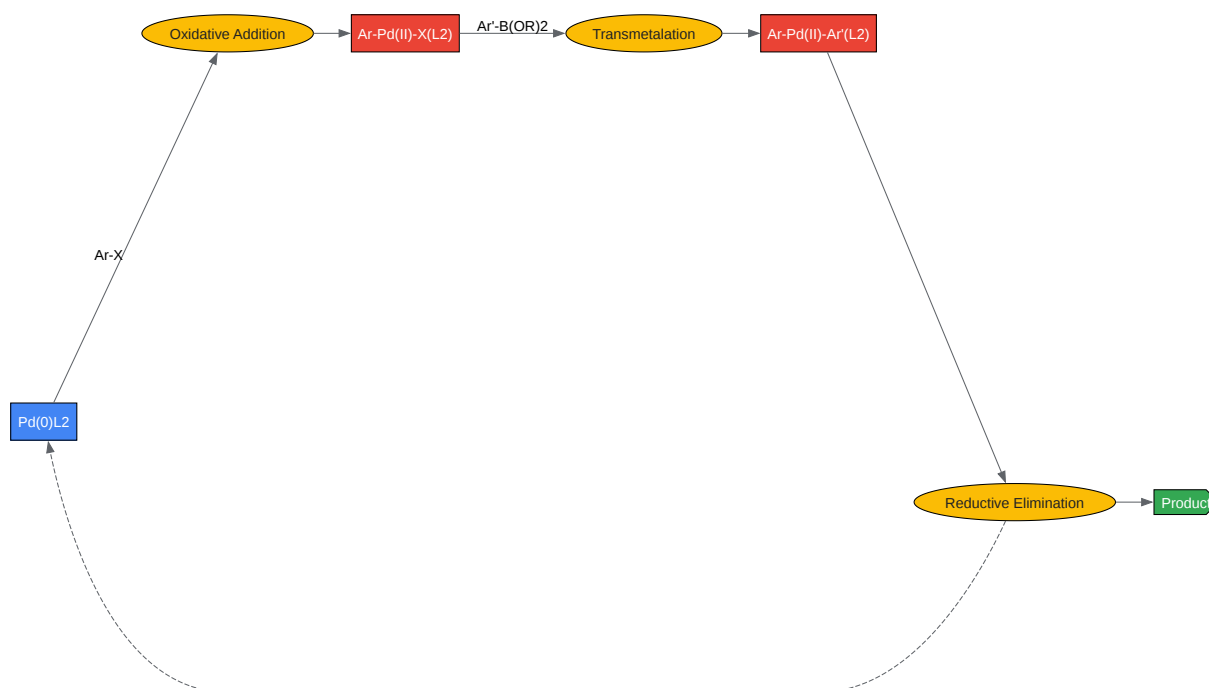 Oxidative Addition
Ar-Pd(II)-X(L2)
Ar'-B(OR)2
Transmetalation
Ar-Pd(II)-Ar'(L2)
Ar-X
Pd(0)L2
Reductive Elimination
Product